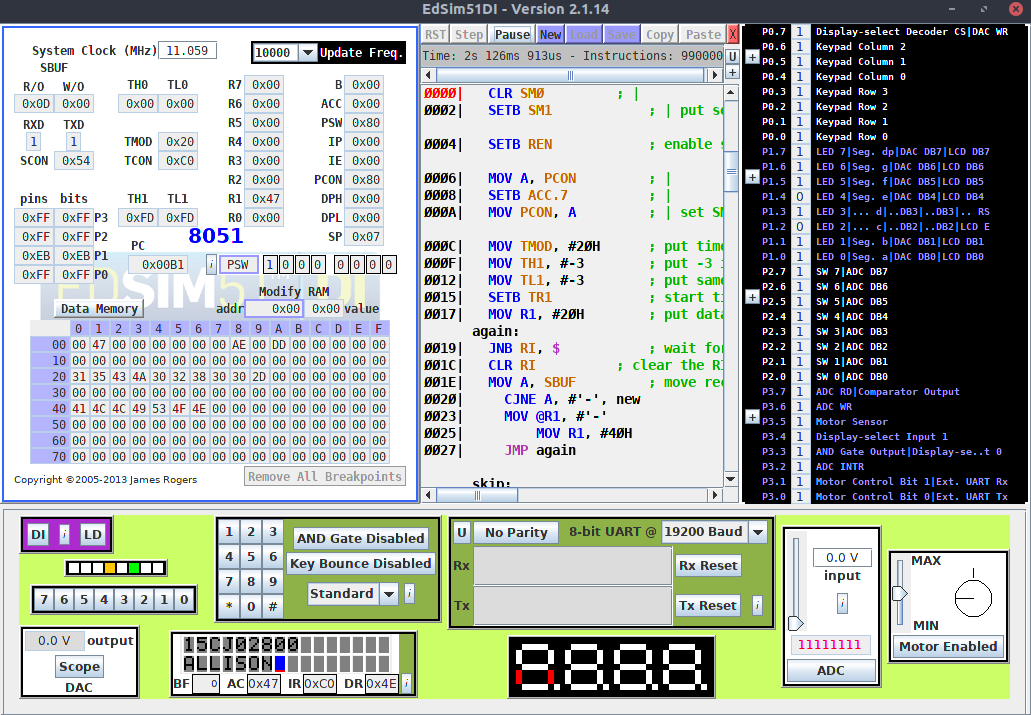 EdSim51DI - Version 2.1.14
System Clock (MHz) 11.059
10000 Update Freq.
SBUF
R/O W/O
0x0D 0x00
TH0 TL0
0x00 0x00
RXD TXD
1 1
SCON 0x54
TMOD 0x20
TCON 0xC0
pins bits
0xFF 0xFF P3
0xFF 0xFF P2
0xEB 0xEB P1
0xFF 0xFF P0
TH1 TL1
0xFD 0xFD
R7 0x00
R6 0x00
R5 0x00
R4 0x00
R3 0x00
R2 0x00
R1 0x47
R0 0x00
B 0x00
ACC 0x00
PSW 0x80
IP 0x00
IE 0x00
PCON 0x80
DPH 0x00
DPL 0x00
SP 0x07
8051
PC
0x00B1
i PSW 1 0 0 0 0 0 0 0
EDSIM51DI
Modify RAM
Data Memory
addr 0x00 0x00 value
0 1 2 3 4 5 6 7 8 9 A B C D E F
00 00 47 00 00 00 00 00 00 AE 00 DD 00 00 00 00 00
10 00 00 00 00 00 00 00 00 00 00 00 00 00 00 00 00
20 31 35 43 4A 30 32 38 30 30 2D 00 00 00 00 00 00
30 00 00 00 00 00 00 00 00 00 00 00 00 00 00 00 00
40 41 4C 4C 49 53 4F 4E 00 00 00 00 00 00 00 00 00
50 00 00 00 00 00 00 00 00 00 00 00 00 00 00 00 00
60 00 00 00 00 00 00 00 00 00 00 00 00 00 00 00 00
70 00 00 00 00 00 00 00 00 00 00 00 00 00 00 00 00
Copyright ©2005-2013 James Rogers
Remove All Breakpoints
RST Step Pause New Load Save Copy Paste X
Time: 2s 126ms 913us - Instructions: 990000
U
+
0000| CLR SM0 ; |
0002| SETB SM1 ; | put se
0004| SETB REN ; enable s
0006| MOV A, PCON ; |
0008| SETB ACC.7 ; |
000A| MOV PCON, A ; | set SM
000C| MOV TMOD, #20H ; put time
000F| MOV TH1, #-3 ; put -3 i
0012| MOV TL1, #-3 ; put same
0015| SETB TR1 ; start ti
0017| MOV R1, #20H ; put data
again:
0019| JNB RI, $ ; wait for
001C| CLR RI ; clear the RI
001E| MOV A, SBUF ; move rec
0020| CJNE A, #'-', new
0023| MOV @R1, #'-'
0025| MOV R1, #40H
0027| JMP again
skip:
P0.7 1 Display-select Decoder CS|DAC WR
P0.6 1 Keypad Column 2
P0.5 1 Keypad Column 1
P0.4 1 Keypad Column 0
P0.3 1 Keypad Row 3
P0.2 1 Keypad Row 2
P0.1 1 Keypad Row 1
P0.0 1 Keypad Row 0
P1.7 1 LED 7|Seg. dp|DAC DB7|LCD DB7
P1.6 1 LED 6|Seg. g|DAC DB6|LCD DB6
P1.5 1 LED 5|Seg. f|DAC DB5|LCD DB5
P1.4 0 LED 4|Seg. e|DAC DB4|LCD DB4
P1.3 1 LED 3|... d|..DB3|..DB3|.. RS
P1.2 0 LED 2|... c|..DB2|..DB2|LCD E
P1.1 1 LED 1|Seg. b|DAC DB1|LCD DB1
P1.0 1 LED 0|Seg. a|DAC DB0|LCD DB0
P2.7 1 SW 7|ADC DB7
P2.6 1 SW 6|ADC DB6
P2.5 1 SW 5|ADC DB5
P2.4 1 SW 4|ADC DB4
P2.3 1 SW 3|ADC DB3
P2.2 1 SW 2|ADC DB2
P2.1 1 SW 1|ADC DB1
P2.0 1 SW 0|ADC DB0
P3.7 1 ADC RD|Comparator Output
P3.6 1 ADC WR
P3.5 1 Motor Sensor
P3.4 1 Display-select Input 1
P3.3 1 AND Gate Output|Display-se..t 0
P3.2 1 ADC INTR
P3.1 1 Motor Control Bit 1|Ext. UART Rx
P3.0 1 Motor Control Bit 0|Ext. UART Tx
+
+
+
+
DI i LD
7 6 5 4 3 2 1 0
0.0 V output
Scope
DAC
1 2 3
4 5 6
7 8 9
* 0 #
AND Gate Disabled
Key Bounce Disabled
Standard i
15CJ02800
ALLISON
BF 0 AC 0x47 IR 0xC0 DR 0x4E i
U No Parity 8-bit UART @ 19200 Baud
Rx Rx Reset
Tx Tx Reset i
8.888
0.0 V
input
i
11111111
ADC
MAX
MIN
Motor Enabled